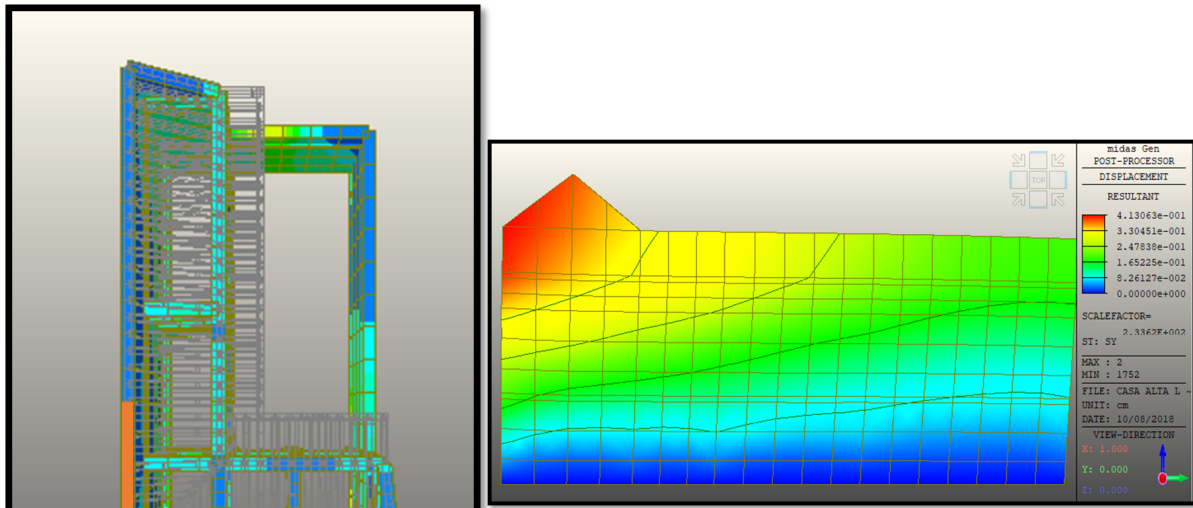 midas Gen
POST-PROCESSOR
DISPLACEMENT
RESULTANT
4.13063e-001
3.30451e-001
2.47838e-001
1.65225e-001
8.26127e-002
0.00000e+000
SCALEFACTOR=
2.3362E+002
ST: SY
MAX : 2
MIN : 1752
FILE: CASA ALTA L ~
UNIT: cm
DATE: 10/08/2018
VIEW-DIRECTION
X: 1.000
Y: 0.000
Z: 0.000
TOP